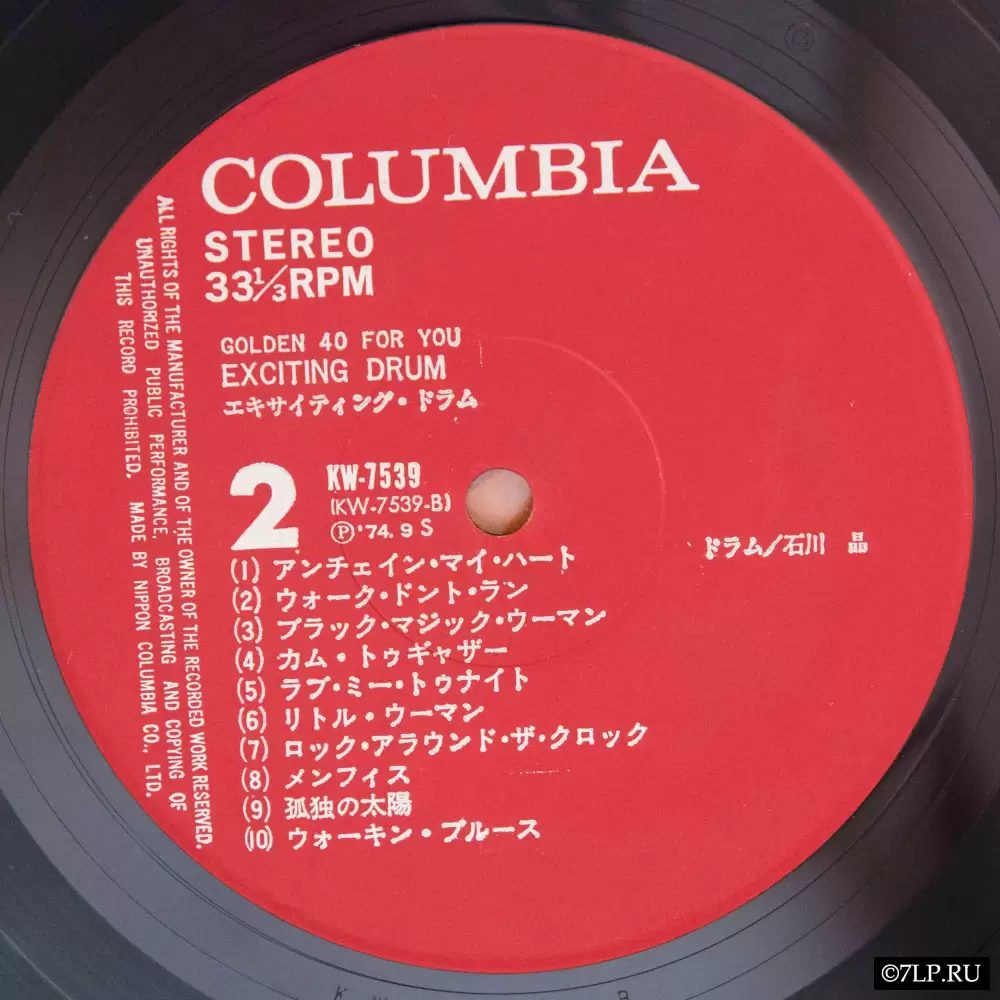 COLUMBIA
STEREO
33⅓RPM
GOLDEN 40 FOR YOU
EXCITING DRUM
エキサイティング・ドラム
2
KW-7539
(KW-7539-B)
Ⓟ'74.9 S
ドラム/石川 晶
(1) アンチェイン・マイ・ハート
(2) ウォーク・ドント・ラン
(3) ブラック・マジック・ウーマン
(4) カム・トゥギャザー
(5) ラブ・ミー・トゥナイト
(6) リトル・ウーマン
(7) ロック・アラウンド・ザ・クロック
(8) メンフィス
(9) 孤独の太陽
(10) ウォーキン・ブルース
ALL RIGHTS OF THE MANUFACTURER AND OF THE OWNER OF THE RECORDED WORK RESERVED.
UNAUTHORIZED PUBLIC PERFORMANCE, BROADCASTING AND COPYING OF
THIS RECORD PROHIBITED. MADE BY NIPPON COLUMBIA CO., LTD.
©7LP.RU